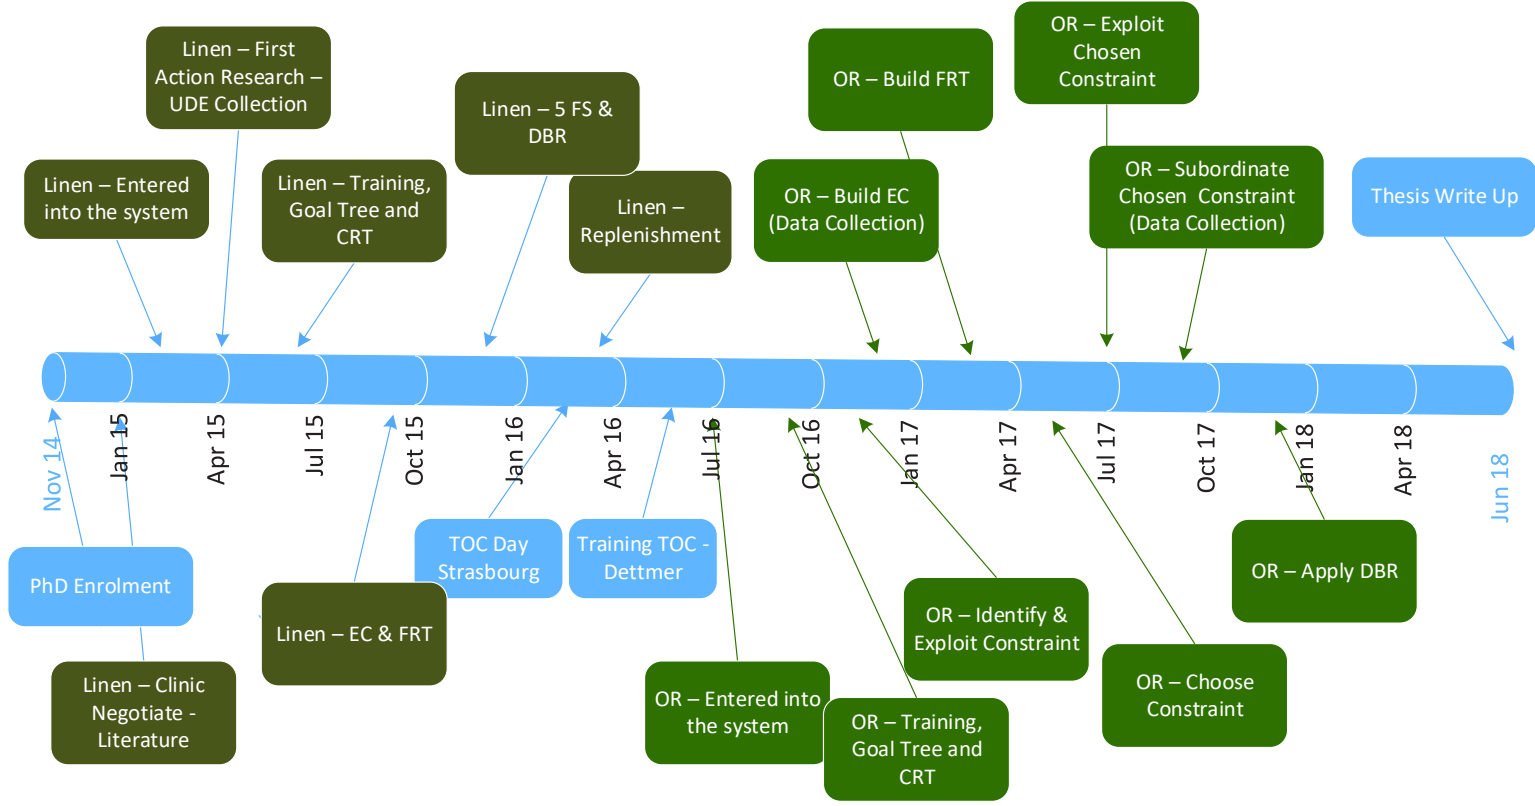 Linen – First
Action Research –
UDE Collection
Linen – Entered
into the system
Linen – Training,
Goal Tree and
CRT
Linen – 5 FS &
DBR
Linen –
Replenishment
OR – Build FRT
OR – Build EC
(Data Collection)
OR – Exploit
Chosen
Constraint
OR – Subordinate
Chosen  Constraint
(Data Collection)
Thesis Write Up
Nov 14
Jan 15
Apr 15
Jul 15
Oct 15
Jan 16
Apr 16
Jul 16
Oct 16
Jan 17
Apr 17
Jul 17
Oct 17
Jan 18
Apr 18
Jun 18
PhD Enrolment
Linen – Clinic
Negotiate -
Literature
Linen – EC & FRT
TOC Day
Strasbourg
Training TOC -
Dettmer
OR – Entered into
the system
OR – Training,
Goal Tree and
CRT
OR – Identify &
Exploit Constraint
OR – Choose
Constraint
OR – Apply DBR